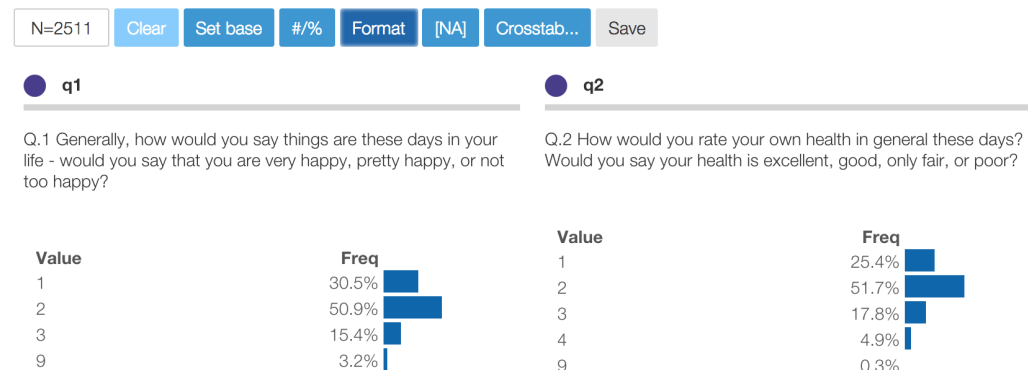 N=2511 Clear Set base #/% Format [NA] Crosstab... Save
q1
Q.1 Generally, how would you say things are these days in your
life - would you say that you are very happy, pretty happy, or not
too happy?
Value Freq
1 30.5%
2 50.9%
3 15.4%
9 3.2%
q2
Q.2 How would you rate your own health in general these days?
Would you say your health is excellent, good, only fair, or poor?
Value Freq
1 25.4%
2 51.7%
3 17.8%
4 4.9%
9 0.3%